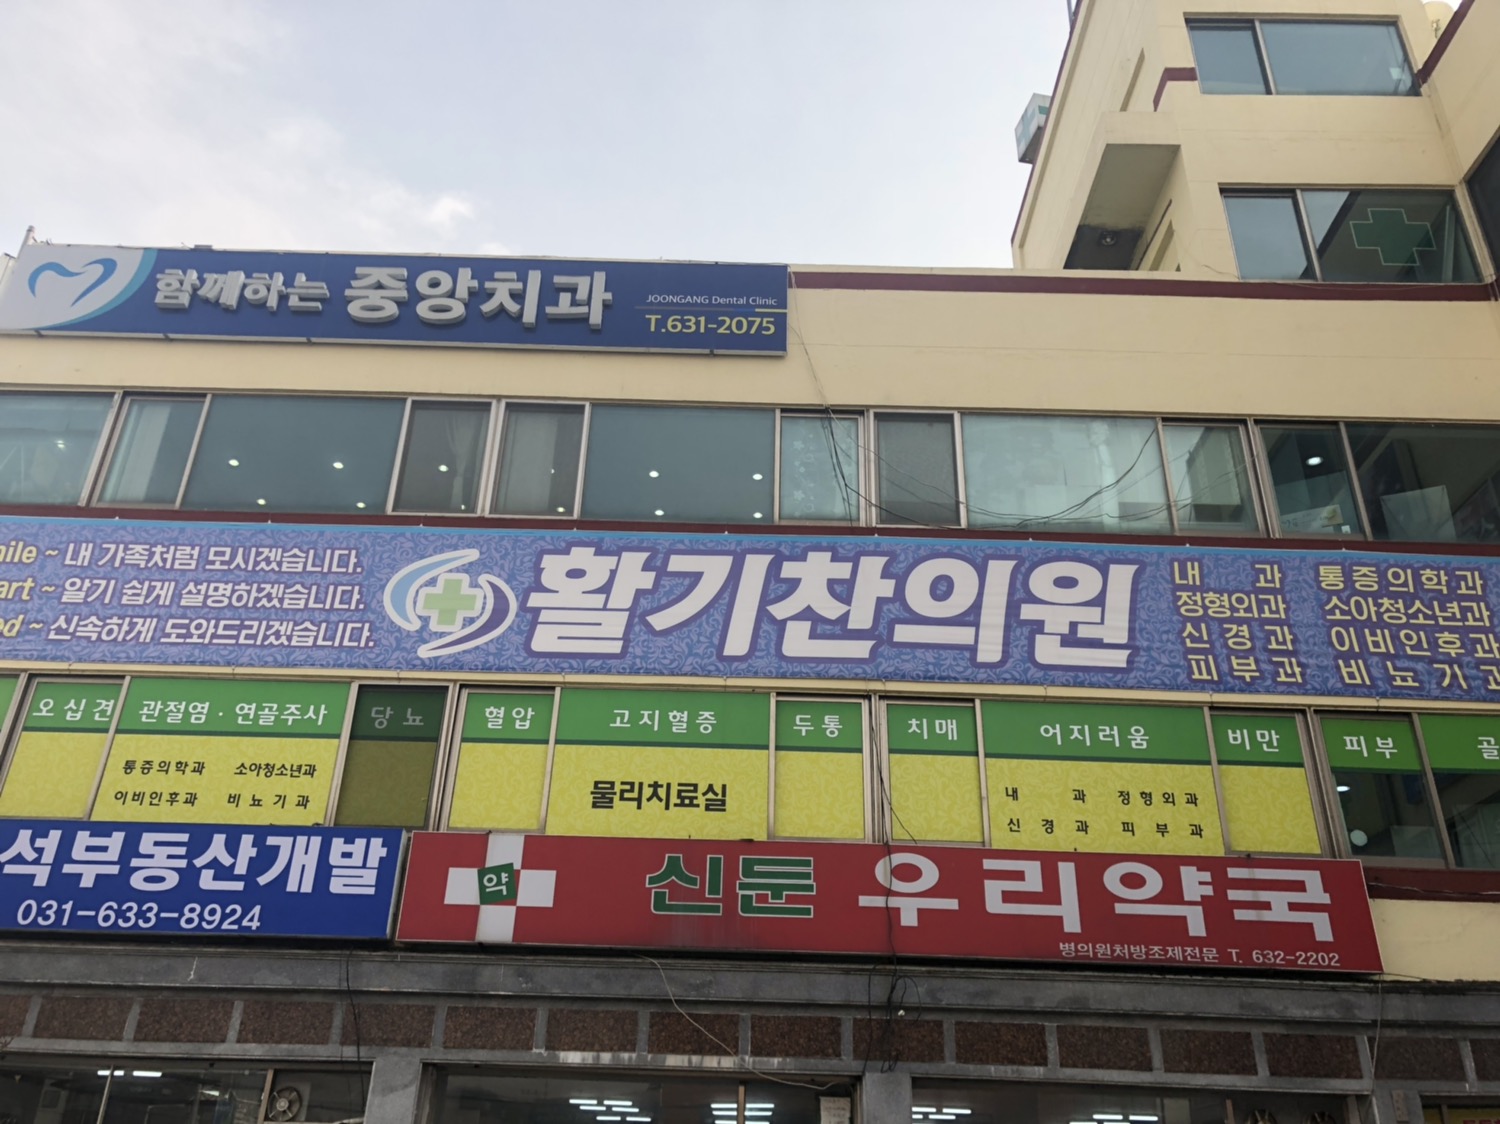 함께하는 중앙치과
JOONGANG Dental Clinic
T.631-2075
~ 내 가족처럼 모시겠습니다.
~ 알기 쉽게 설명하겠습니다.
~ 신속하게 도와드리겠습니다.
활기찬의원
내 과 통증의학과
정형외과 소아청소년과
신경과 이비인후과
피부과 비뇨기과
오십견 관절염 · 연골주사 당뇨 혈압 고지혈증 두통 치매 어지러움 비만 피부
통증의학과 소아청소년과
이비인후과 비뇨기과
물리치료실
내 과 정형외과
신경과 피부과
석부동산개발
031-633-8924
약
신둔 우리약국
병의원처방조제전문 T. 632-2202